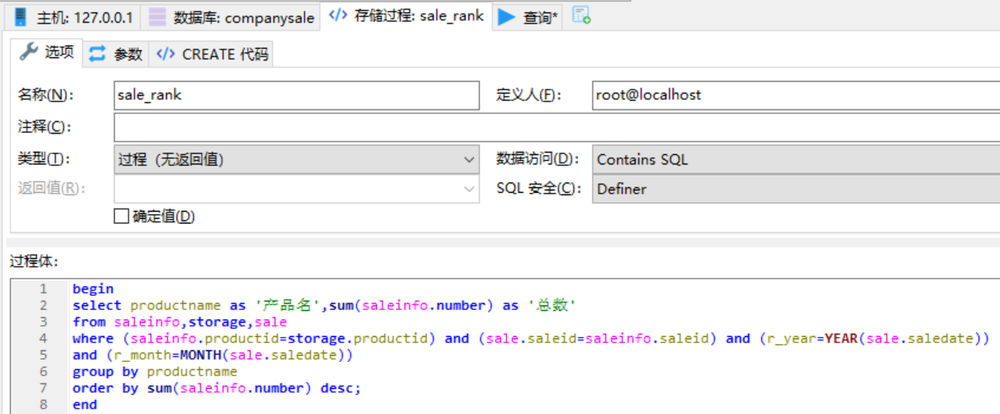 主机: 127.0.0.1 数据库: companysale 存储过程: sale_rank 查询*
选项 参数 CREATE 代码
名称(N): sale_rank 定义人(F): root@localhost
注释(C):
类型(T): 过程（无返回值） 数据访问(D): Contains SQL
返回值(R): SQL 安全(C): Definer
确定值(D)
过程体:
1 begin
2 select productname as '产品名',sum(saleinfo.number) as '总数'
3 from saleinfo,storage,sale
4 where (saleinfo.productid=storage.productid) and (sale.saleid=saleinfo.saleid) and (r_year=YEAR(sale.saledate))
5 and (r_month=MONTH(sale.saledate))
6 group by productname
7 order by sum(saleinfo.number) desc;
8 end